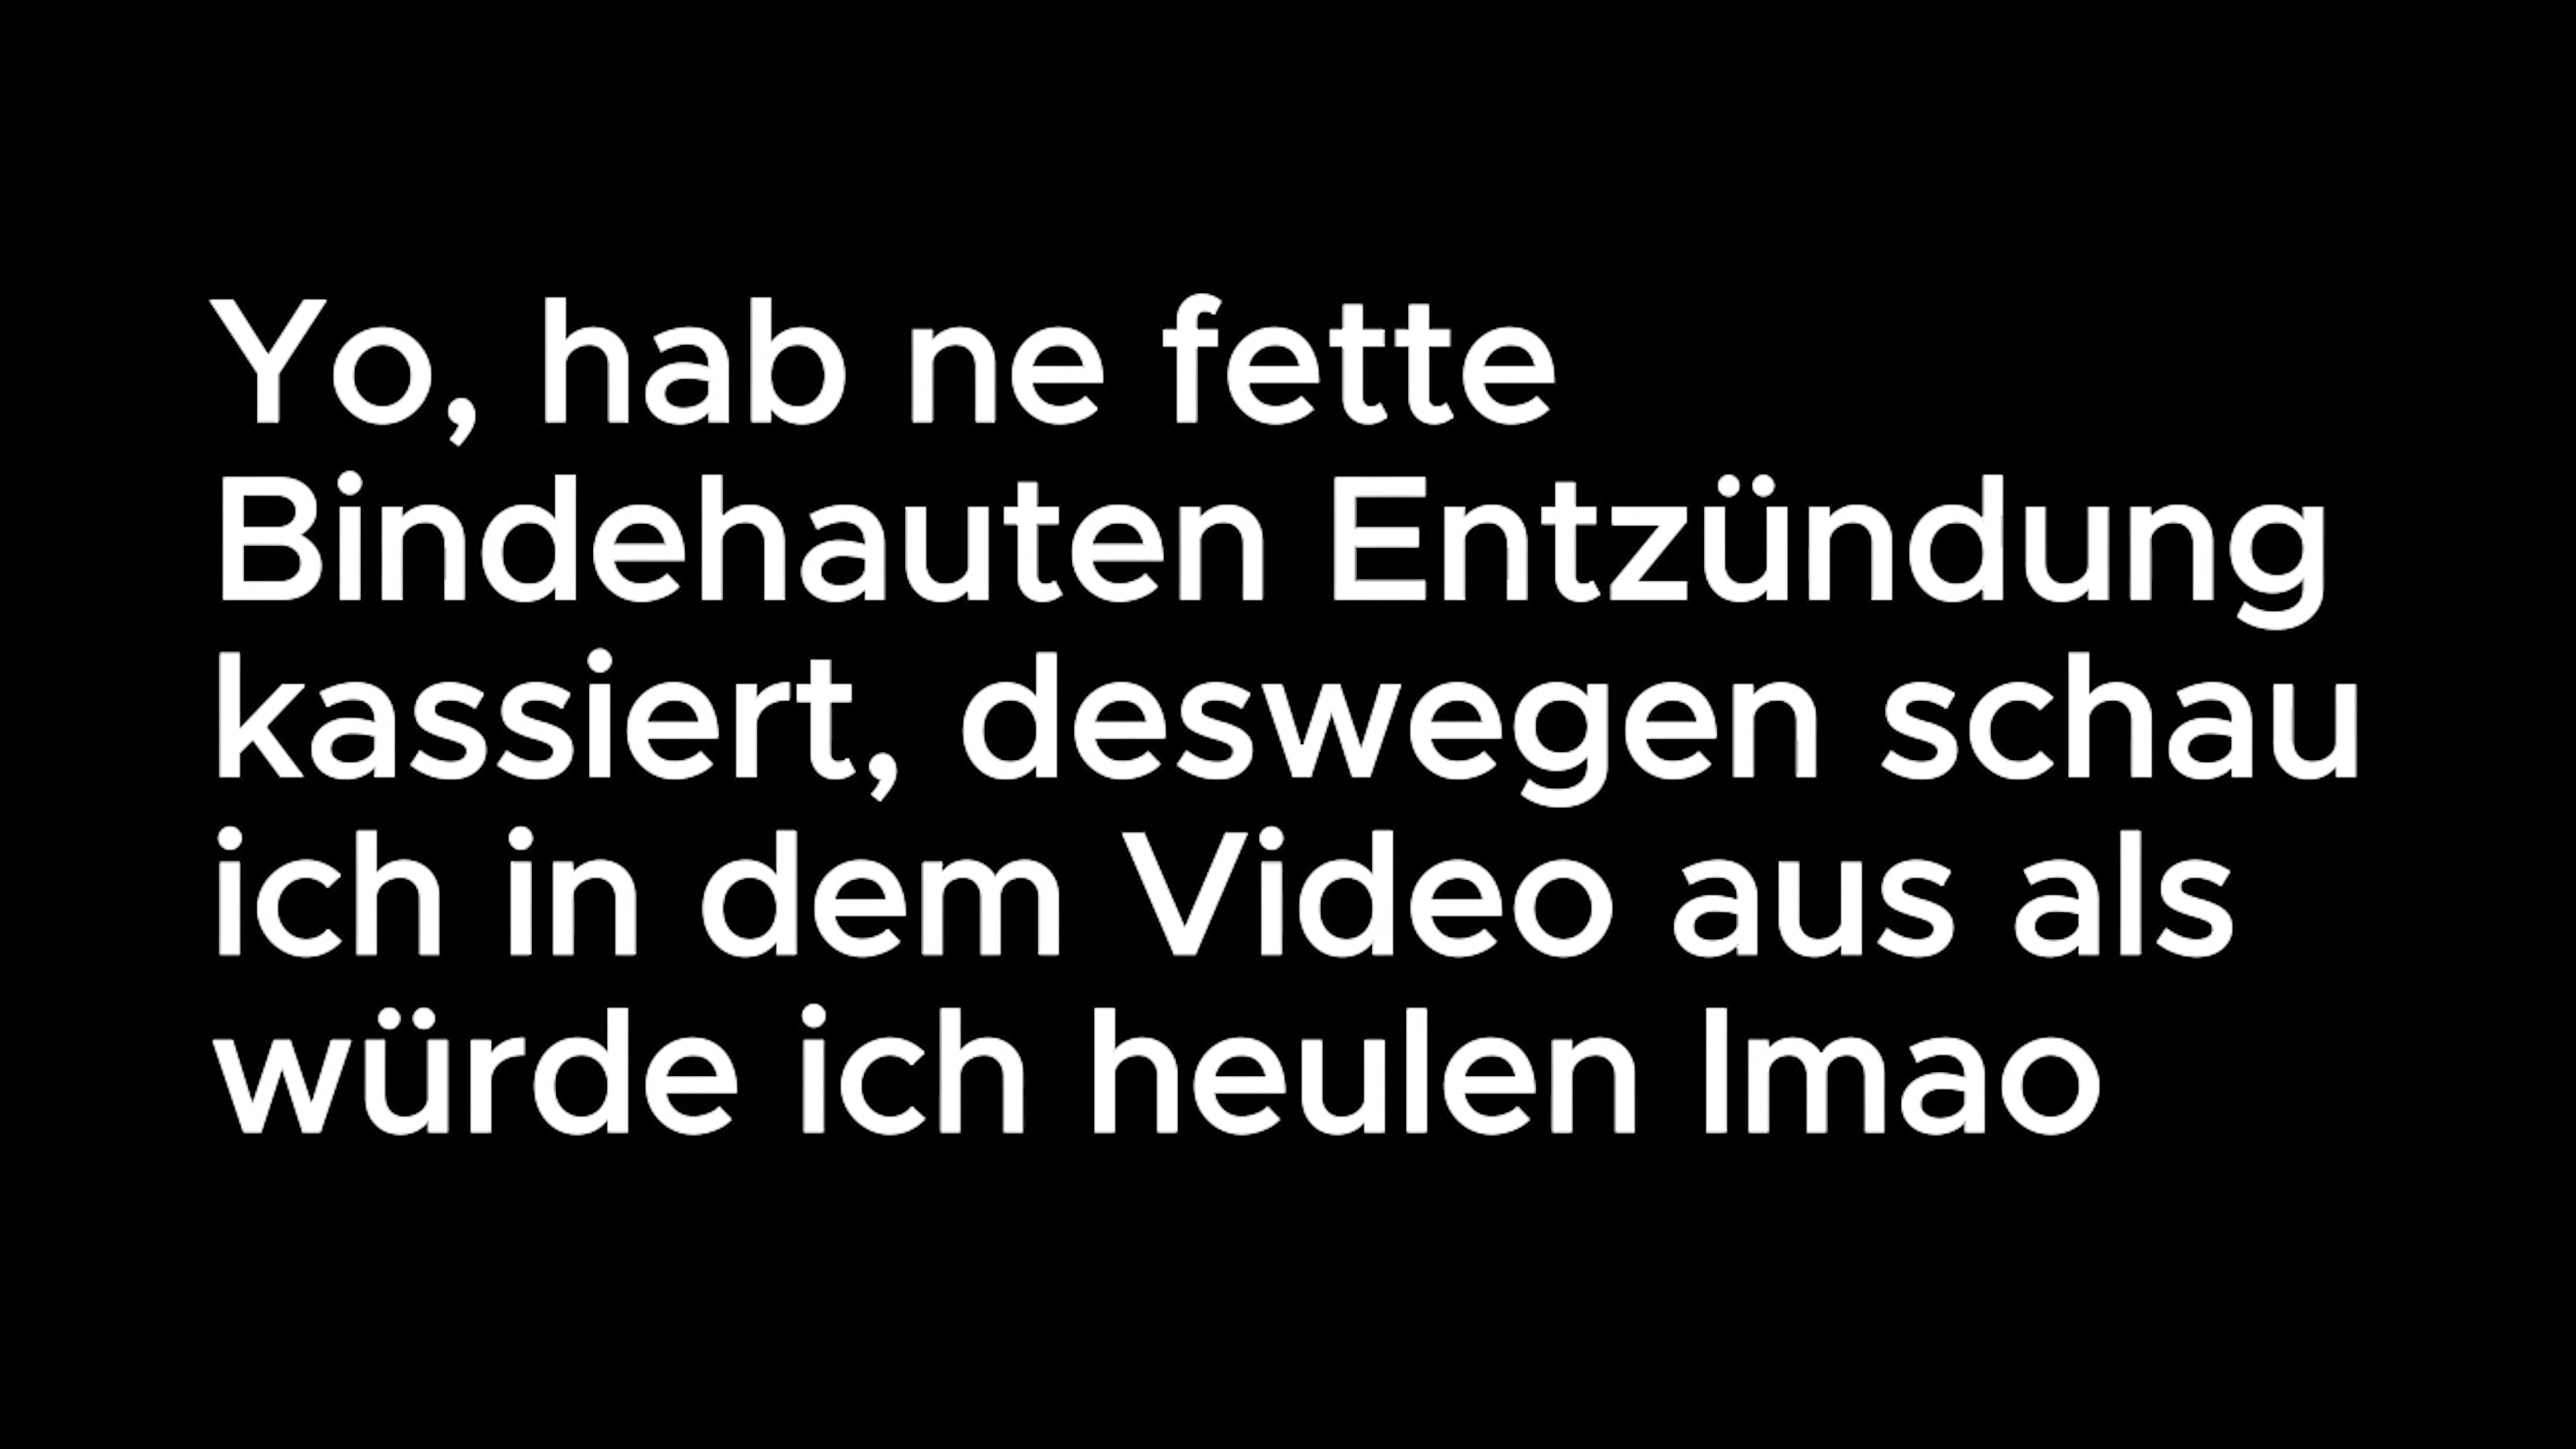 Yo, hab ne fette
Bindehauten Entzündung
kassiert, deswegen schau
ich in dem Video aus als
würde ich heulen lmao